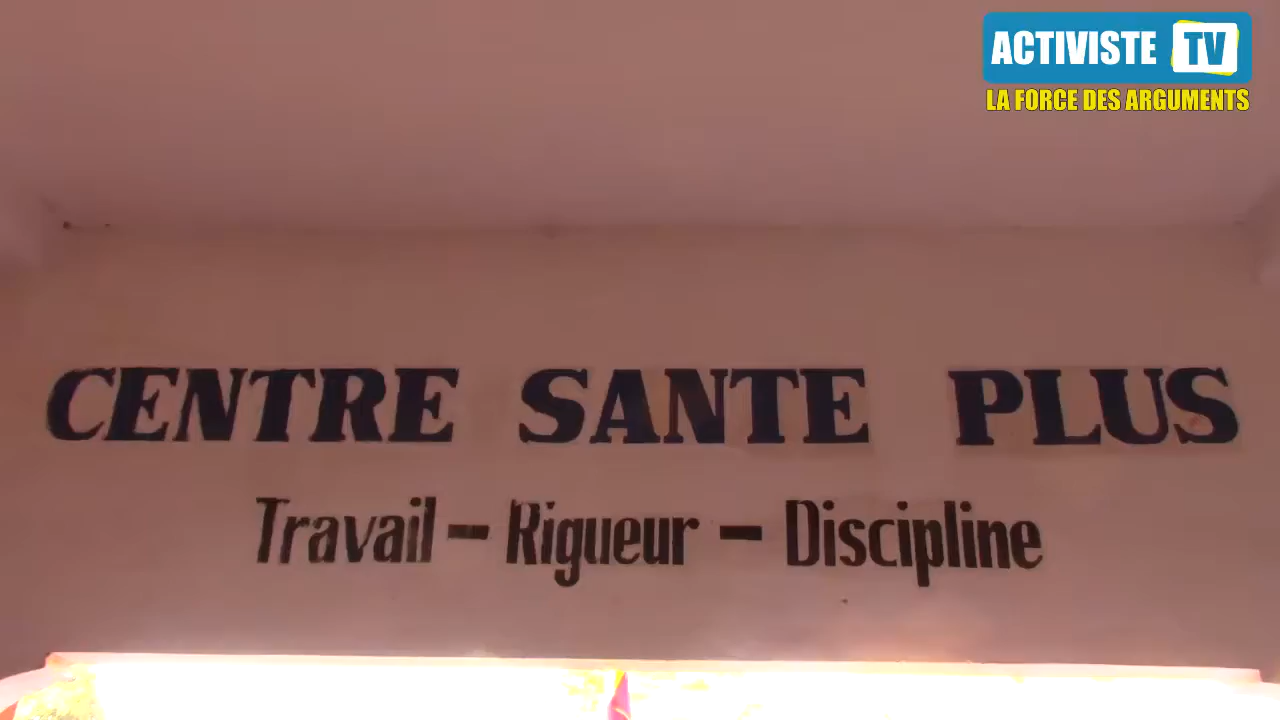 ACTIVISTE TV
LA FORCE DES ARGUMENTS
CENTRE SANTE PLUS
Travail - Rigueur - Discipline